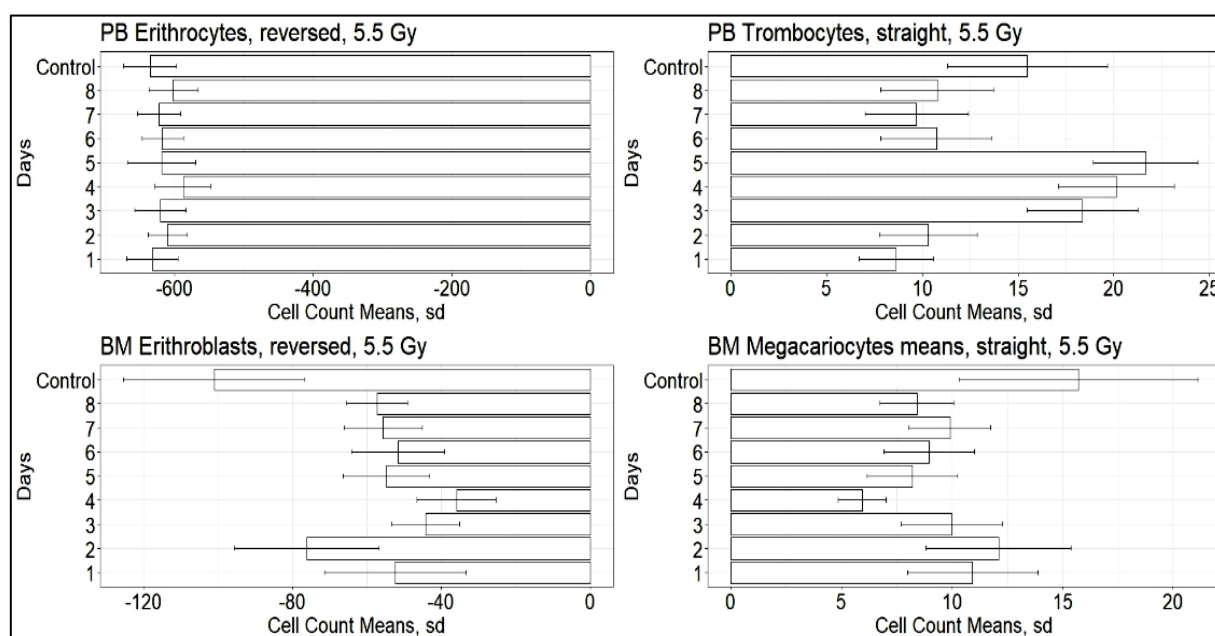 PB Erithrocytes, reversed, 5.5 Gy
Days
Control
8
7
6
5
4
3
2
1
-600 -400 -200 0
Cell Count Means, sd
PB Trombocytes, straight, 5.5 Gy
Days
Control
8
7
6
5
4
3
2
1
0 5 10 15 20 25
Cell Count Means, sd
BM Erithroblasts, reversed, 5.5 Gy
Days
Control
8
7
6
5
4
3
2
1
-120 -80 -40 0
Cell Count Means, sd
BM Megacariocytes means, straight, 5.5 Gy
Days
Control
8
7
6
5
4
3
2
1
0 5 10 15 20
Cell Count Means, sd